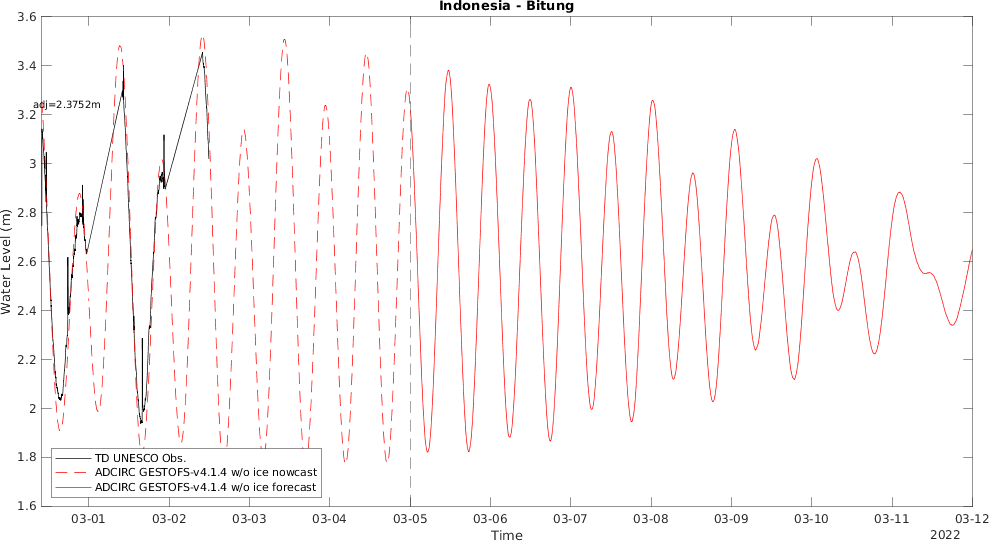 Indonesia - Bitung
3.6
3.4
3.2
3
2.8
2.6
2.4
2.2
2
1.8
1.6
Water Level (m)
adj=2.3752m
TD UNESCO Obs.
ADCIRC GESTOFS-v4.1.4 w/o ice nowcast
ADCIRC GESTOFS-v4.1.4 w/o ice forecast
03-01 03-02 03-03 03-04 03-05 03-06 03-07 03-08 03-09 03-10 03-11 03-12
Time
2022